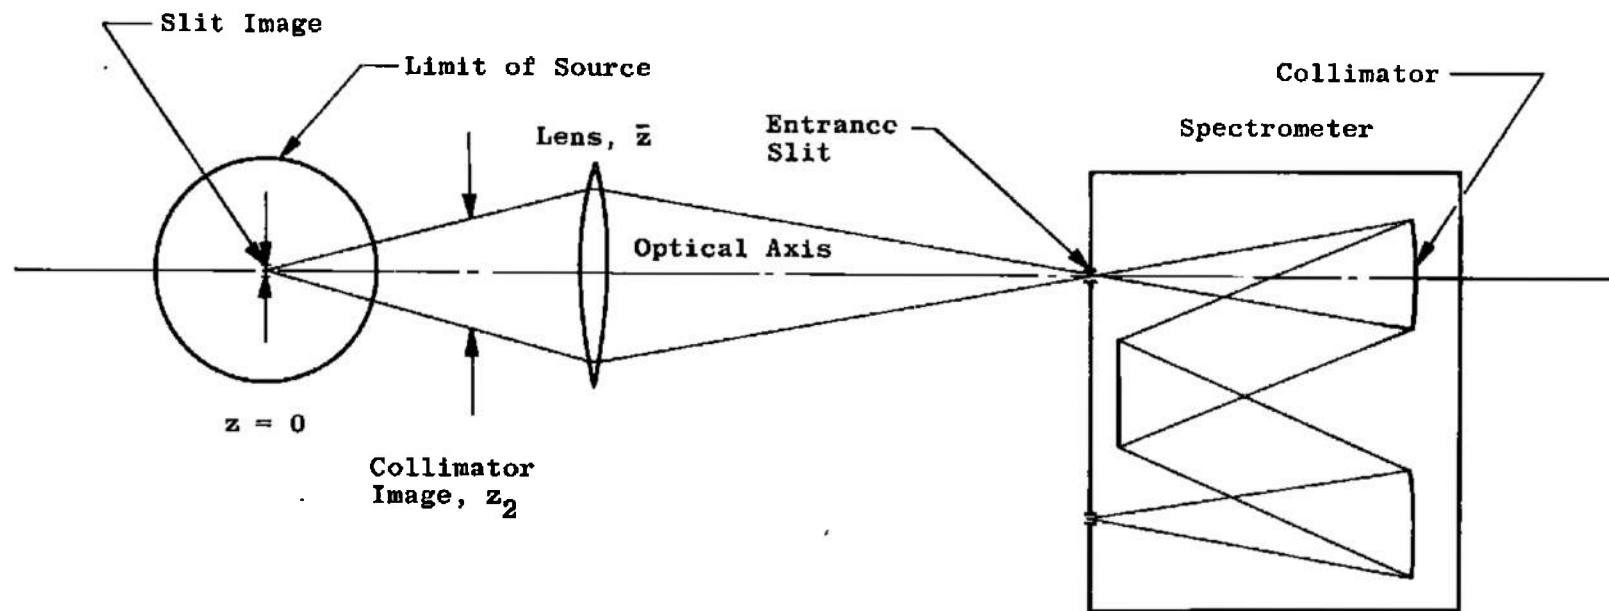 Slit Image
Limit of Source
Collimator
Lens, z̄
Entrance
Slit
Spectrometer
Optical Axis
z = 0
Collimator
Image, z₂